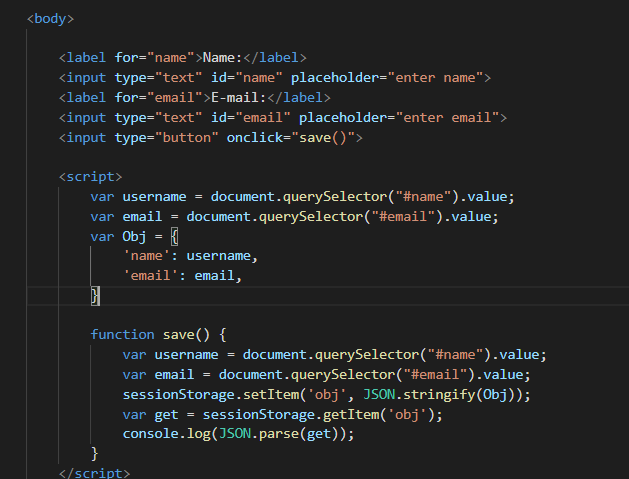 <body>
<label for="name">Name:</label>
<input type="text" id="name" placeholder="enter name">
<label for="email">E-mail:</label>
<input type="text" id="email" placeholder="enter email">
<input type="button" onclick="save()">
<script>
var username = document.querySelector("#name").value;
var email = document.querySelector("#email").value;
var Obj = {
'name': username,
'email': email,
}
function save() {
var username = document.querySelector("#name").value;
var email = document.querySelector("#email").value;
sessionStorage.setItem('obj', JSON.stringify(Obj));
var get = sessionStorage.getItem('obj');
console.log(JSON.parse(get));
}
</script>